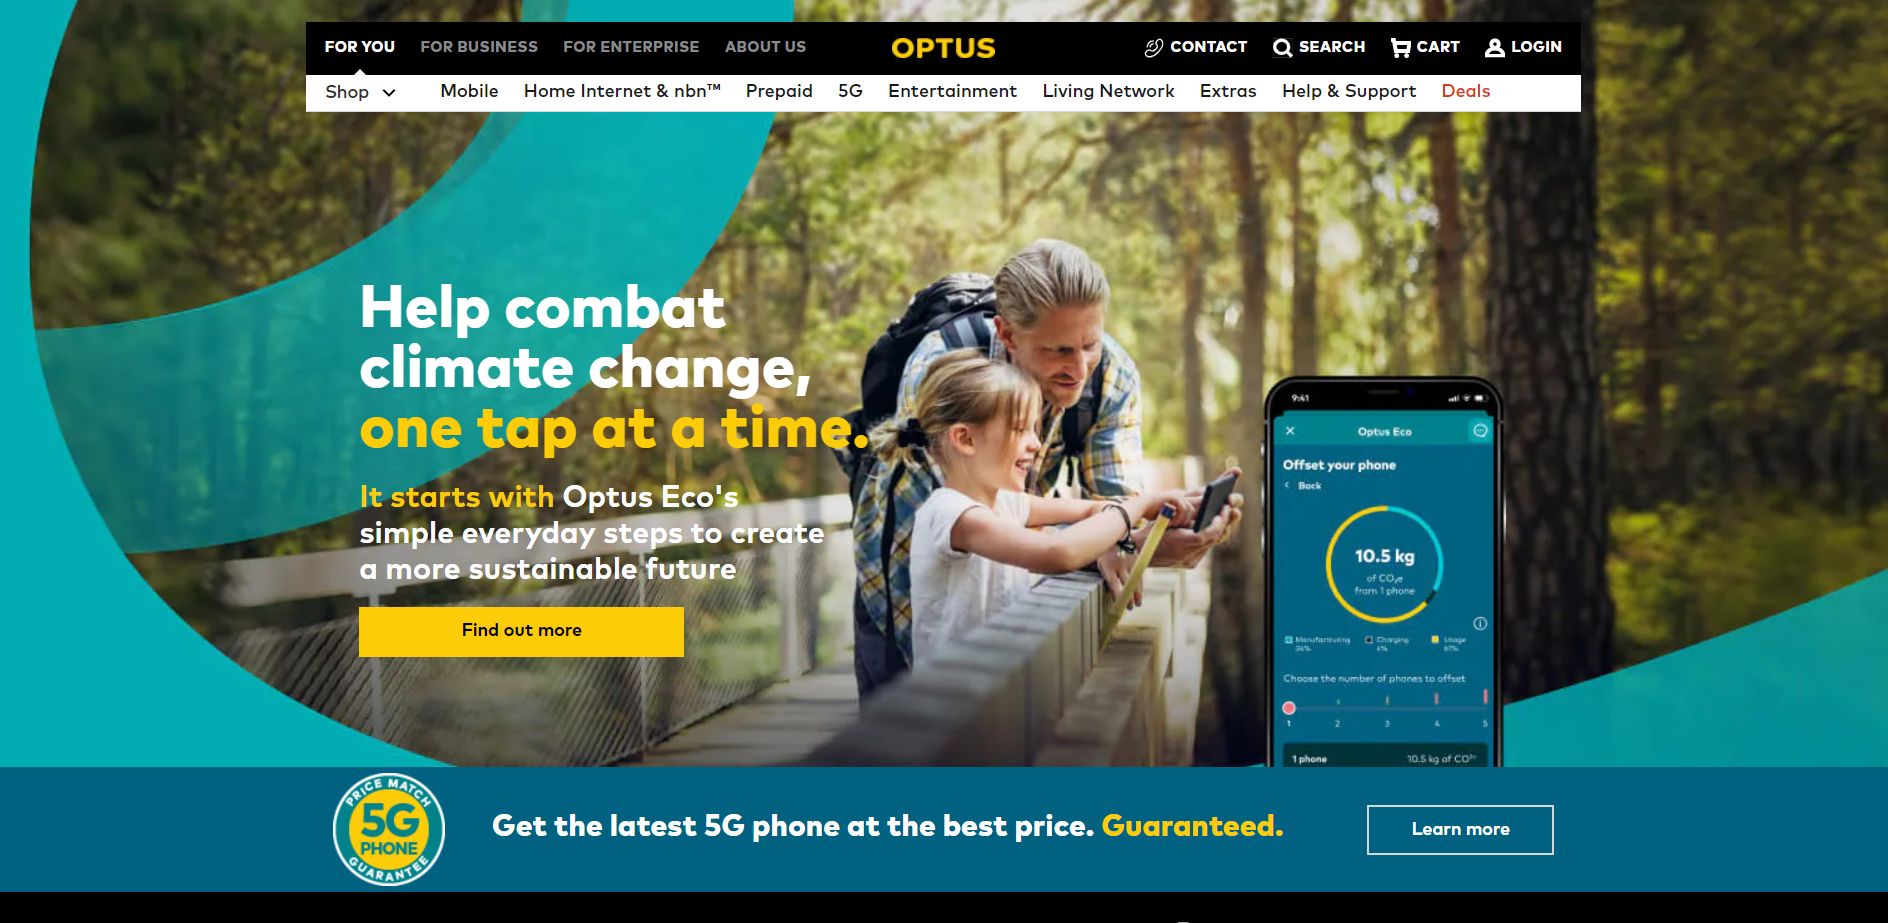 FOR YOU FOR BUSINESS FOR ENTERPRISE ABOUT US OPTUS CONTACT SEARCH CART LOGIN
Shop Mobile Home Internet & nbn™ Prepaid 5G Entertainment Living Network Extras Help & Support Deals
Help combat
climate change,
one tap at a time.
It starts with Optus Eco's
simple everyday steps to create
a more sustainable future
Find out more
9:41
Optus Eco
Offset your phone
Back
10.5 kg
of CO₂e
from 1 phone
Manufacturing Charging Usage
4% 61%
Choose the number of phones to offset
1 2 3 4 5
1 phone 10.5 kg of CO²⁻
PRICE MATCH
5G
PHONE
GUARANTEE
Get the latest 5G phone at the best price. Guaranteed.
Learn more